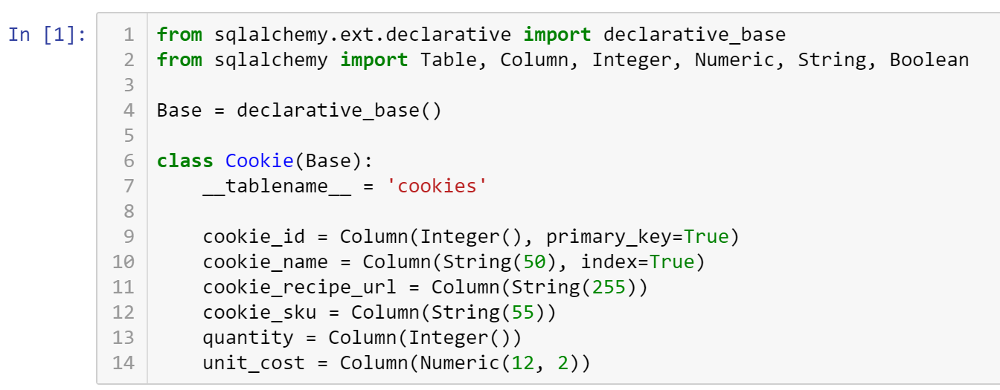 In [1]:
1 from sqlalchemy.ext.declarative import declarative_base
2 from sqlalchemy import Table, Column, Integer, Numeric, String, Boolean
3
4 Base = declarative_base()
5
6 class Cookie(Base):
7     __tablename__ = 'cookies'
8
9     cookie_id = Column(Integer(), primary_key=True)
10     cookie_name = Column(String(50), index=True)
11     cookie_recipe_url = Column(String(255))
12     cookie_sku = Column(String(55))
13     quantity = Column(Integer())
14     unit_cost = Column(Numeric(12, 2))